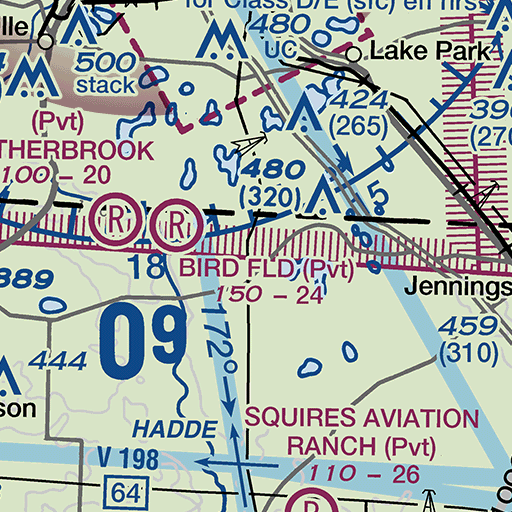 for Class D/E (sfc) eff hrs
lle
480
UC
Lake Park
500
stack
424
(265)
(Pvt)
THERBROOK
100 - 20
480
(320)
5
R
R
18
BIRD FLD (Pvt)
150 - 24
889
Jennings
09
172°
459
(310)
444
son
HADDE
SQUIRES AVIATION
RANCH (Pvt)
110 - 26
V 198
64
R